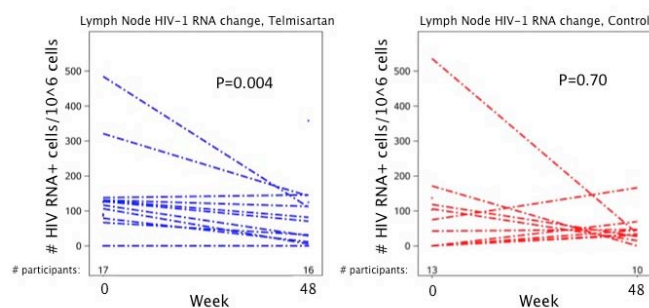 Lymph Node HIV-1 RNA change, Telmisartan
# HIV RNA+ cells/10^6 cells
500
400
300
200
100
0
P=0.004
# participants:
17
16
0
Week
48
Lymph Node HIV-1 RNA change, Control
# HIV RNA+ cells/10^6 cells
500
400
300
200
100
0
P=0.70
# participants:
13
10
0
Week
48